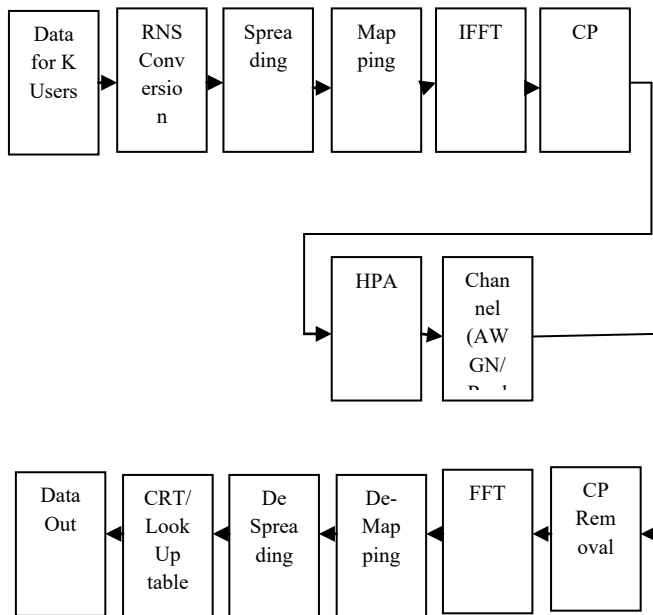 Data
for K
Users
RNS
Conv
ersio
n
Sprea
ding
Map
ping
IFFT
CP
HPA
Chan
nel
(AW
GN/
Data
Out
CRT/
Look
Up
table
De
Sprea
ding
De-
Map
ping
FFT
CP
Rem
oval